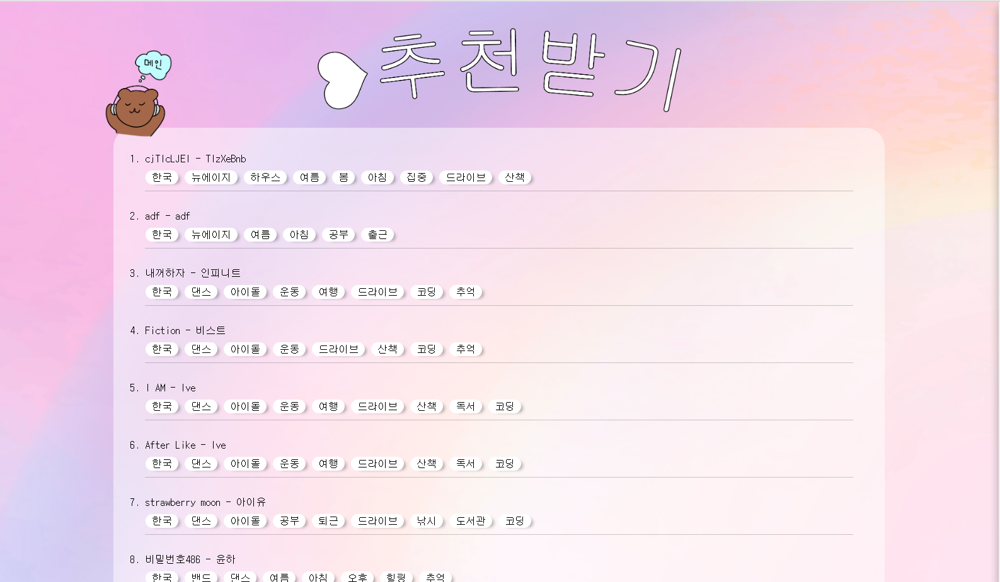 메인
추천받기
1. cjTlcLJEl - TlzXeBnb
한국 뉴에이지 하우스 여름 봄 아침 집중 드라이브 산책
2. adf - adf
한국 뉴에이지 여름 아침 공부 출근
3. 내꺼하자 - 인피니트
한국 댄스 아이돌 운동 여행 드라이브 코딩 추억
4. Fiction - 비스트
한국 댄스 아이돌 운동 드라이브 산책 코딩 추억
5. I AM - Ive
한국 댄스 아이돌 운동 여행 드라이브 산책 독서 코딩
6. After Like - Ive
한국 댄스 아이돌 운동 여행 드라이브 산책 독서 코딩
7. strawberry moon - 아이유
한국 댄스 아이돌 공부 퇴근 드라이브 낚시 도서관 코딩
8. 비밀번호486 - 윤하
한국 밴드 댄스 여름 아침 오후 힐링 추억